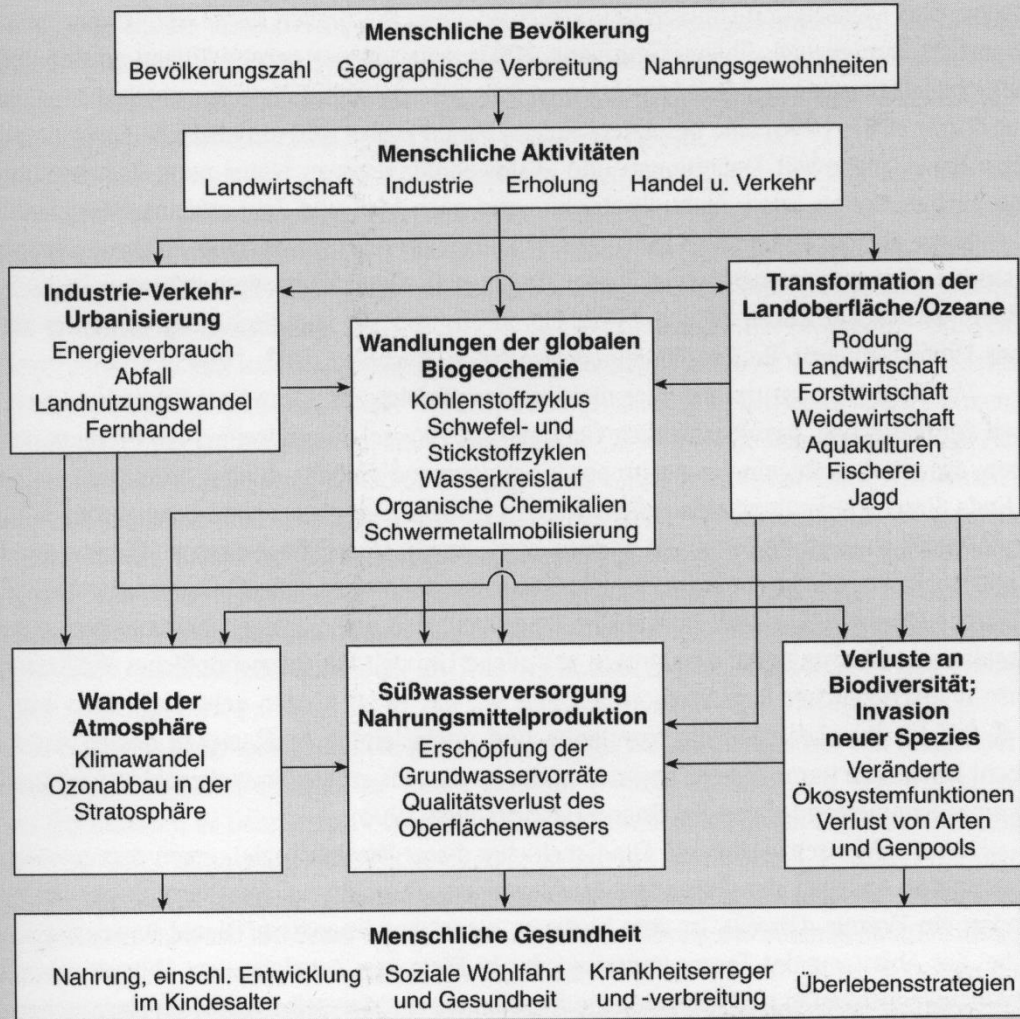 Menschliche Bevölkerung
Bevölkerungszahl Geographische Verbreitung Nahrungsgewohnheiten
Menschliche Aktivitäten
Landwirtschaft Industrie Erholung Handel u. Verkehr
Industrie-Verkehr-
Urbanisierung
Energieverbrauch
Abfall
Landnutzungswandel
Fernhandel
Wandlungen der globalen
Biogeochemie
Kohlenstoffzyklus
Schwefel- und
Stickstoffzyklen
Wasserkreislauf
Organische Chemikalien
Schwermetallmobilisierung
Transformation der
Landoberfläche/Ozeane
Rodung
Landwirtschaft
Forstwirtschaft
Weidewirtschaft
Aquakulturen
Fischerei
Jagd
Wandel der
Atmosphäre
Klimawandel
Ozonabbau in der
Stratosphäre
Süßwasserversorgung
Nahrungsmittelproduktion
Erschöpfung der
Grundwasservorräte
Qualitätsverlust des
Oberflächenwassers
Verluste an
Biodiversität;
Invasion
neuer Spezies
Veränderte
Ökosystemfunktionen
Verlust von Arten
und Genpools
Menschliche Gesundheit
Nahrung, einschl. Entwicklung
im Kindesalter
Soziale Wohlfahrt
und Gesundheit
Krankheitserreger
und -verbreitung
Überlebensstrategien